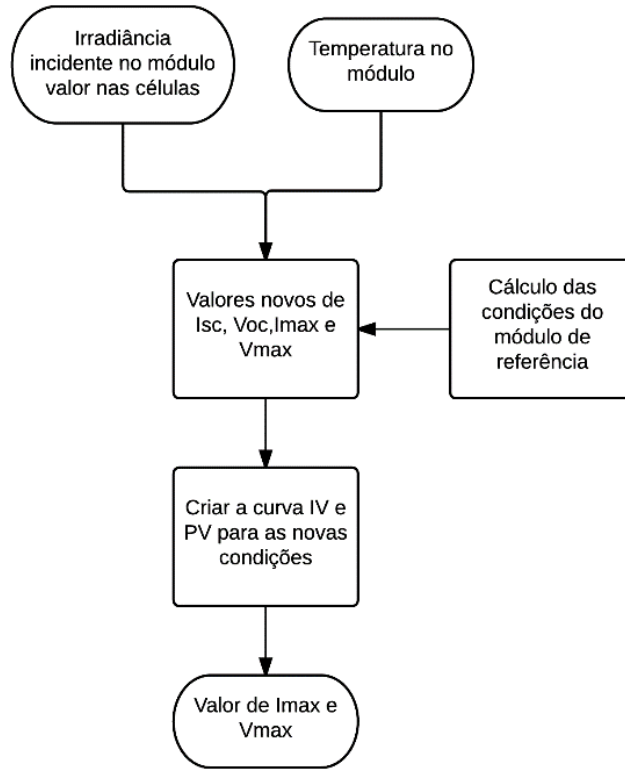 Irradiância
incidente no módulo
valor nas células
Temperatura no
módulo
Valores novos de
Isc, Voc,Imax e
Vmax
Cálculo das
condições do
módulo de
referência
Criar a curva IV e
PV para as novas
condições
Valor de Imax e
Vmax